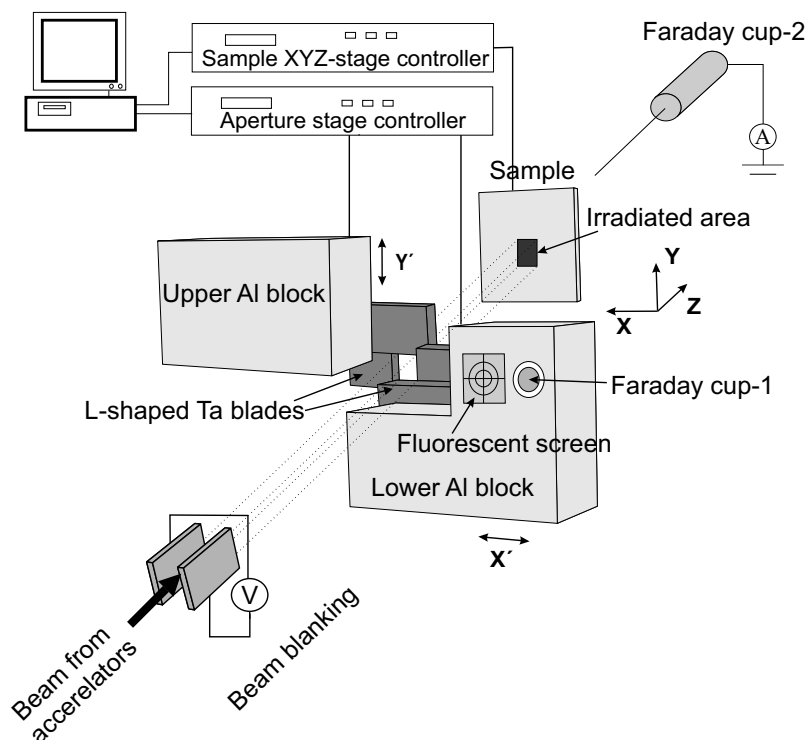 Faraday cup-2
Sample XYZ-stage controller
Aperture stage controller
A
Sample
Irradiated area
Y´
Upper Al block
Y
X
Z
L-shaped Ta blades
Faraday cup-1
Fluorescent screen
Lower Al block
X´
V
Beam from
accerelators
Beam blanking